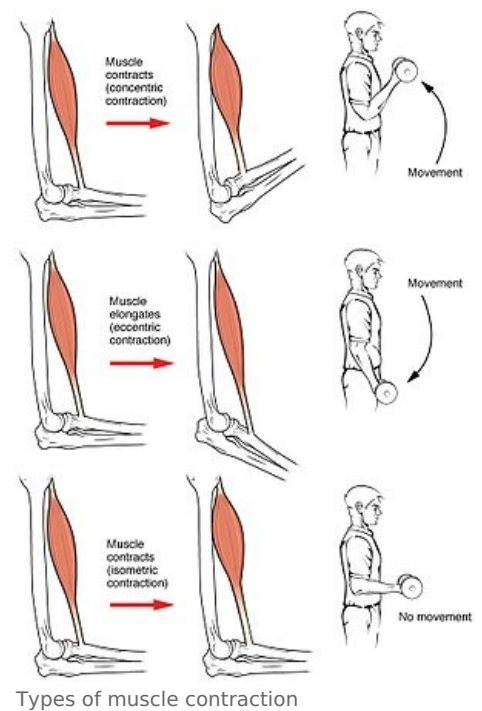 Muscle
contracts
(concentric
contraction)
Movement
Muscle
elongates
(eccentric
contraction)
Movement
Muscle
contracts
(isometric
contraction)
No movement
Types of muscle contraction